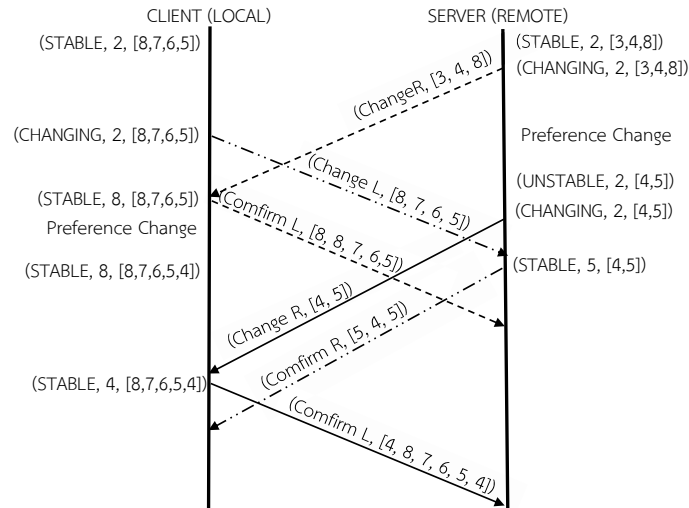 CLIENT (LOCAL)
SERVER (REMOTE)
(STABLE, 2, [8,7,6,5])
(STABLE, 2, [3,4,8])
(CHANGING, 2, [3,4,8])
(ChangeR, [3, 4, 8])
(CHANGING, 2, [8,7,6,5])
Preference Change
(Change L, [8, 7, 6, 5])
(UNSTABLE, 2, [4,5])
(STABLE, 8, [8,7,6,5])
(Comfirm L, [8, 8, 7, 6,5])
(CHANGING, 2, [4,5])
Preference Change
(STABLE, 8, [8,7,6,5,4])
(STABLE, 5, [4,5])
(Change R, [4, 5])
(Comfirm R, [5, 4, 5])
(STABLE, 4, [8,7,6,5,4])
(Comfirm L, [4, 8, 7, 6, 5, 4])